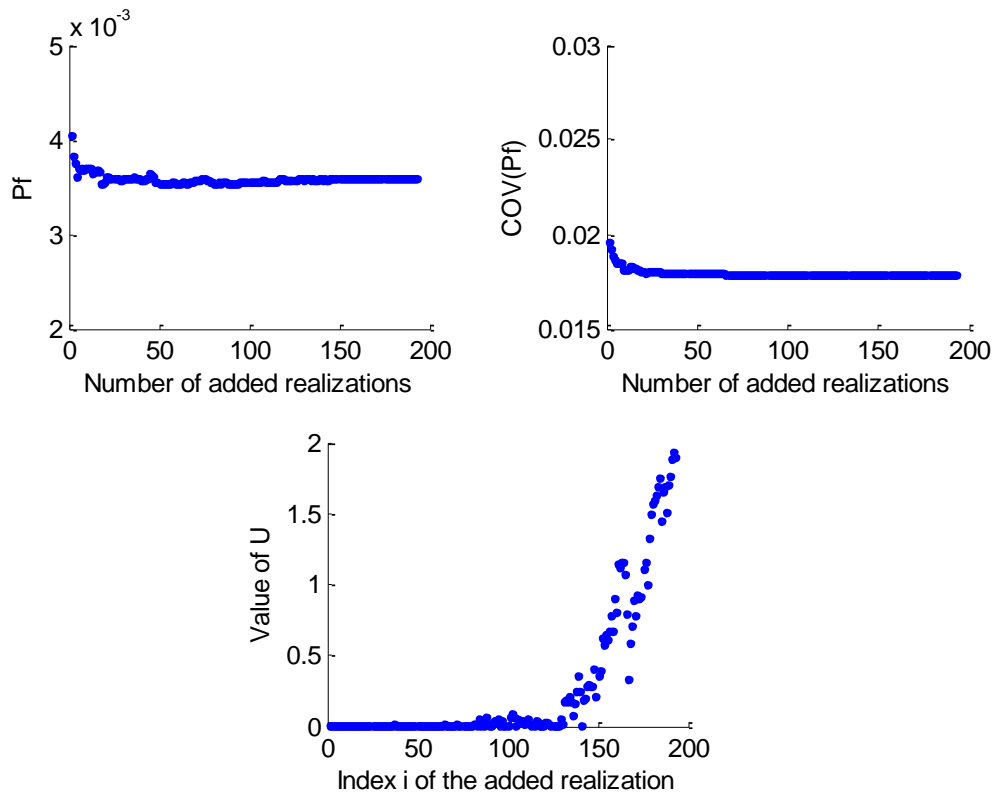 x 10⁻³
5
4
3
2
Pf
0 50 100 150 200
Number of added realizations
0.03
0.025
0.02
0.015
COV(Pf)
0 50 100 150 200
Number of added realizations
2
1.5
1
0.5
0
Value of U
0 50 100 150 200
Index i of the added realization